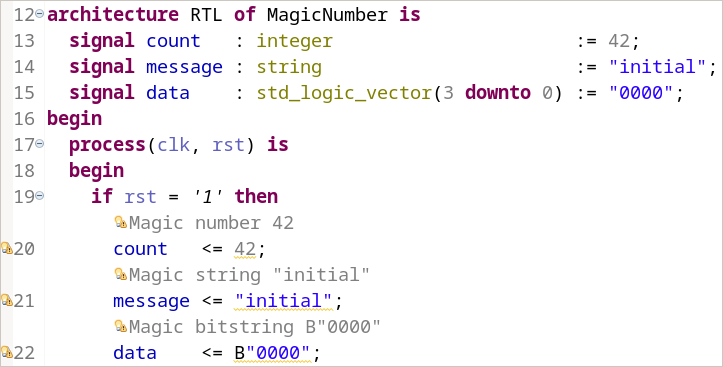 12 architecture RTL of MagicNumber is
13   signal count   : integer                      := 42;
14   signal message : string                       := "initial";
15   signal data    : std_logic_vector(3 downto 0) := "0000";
16 begin
17   process(clk, rst) is
18   begin
19     if rst = '1' then
Magic number 42
20       count   <= 42;
Magic string "initial"
21       message <= "initial";
Magic bitstring B"0000"
22       data    <= B"0000";